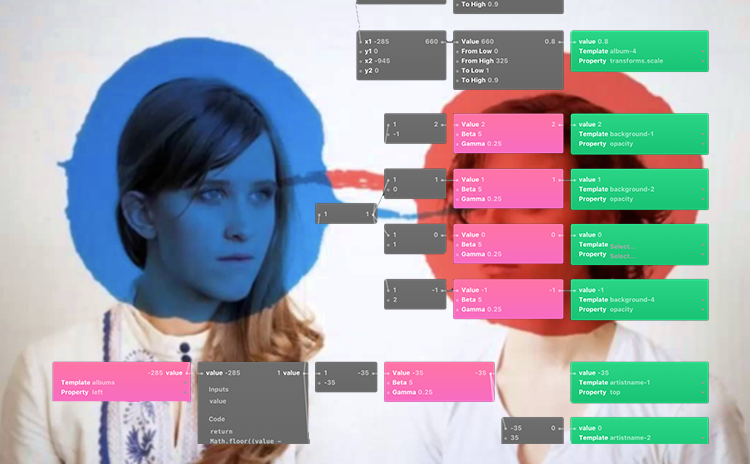 To High 0.9
x1 -285 660
y1 0
x2 -945
y2 0
Value 660 0.8
From Low 0
From High 325
To Low 1
To High 0.9
value 0.8
Template album-4
Property transforms.scale
1 2
-1
Value 2 2
Beta 5
Gamma 0.25
value 2
Template background-1
Property opacity
1 1
0
Value 1 1
Beta 5
Gamma 0.25
value 1
Template background-2
Property opacity
1 1
1 0
1
Value 0 0
Beta 5
Gamma 0.25
value 0
Template Select...
Property Select...
1 -1
2
Value -1 -1
Beta 5
Gamma 0.25
value -1
Template background-4
Property opacity
-285 value
Template albums
Property left
value -285 1 value
Inputs
value
Code
return
Math.floor((value −
1 -35
-35
Value -35 -35
Beta 5
Gamma 0.25
value -35
Template artistname-1
Property top
-35 0
35
value 0
Template artistname-2